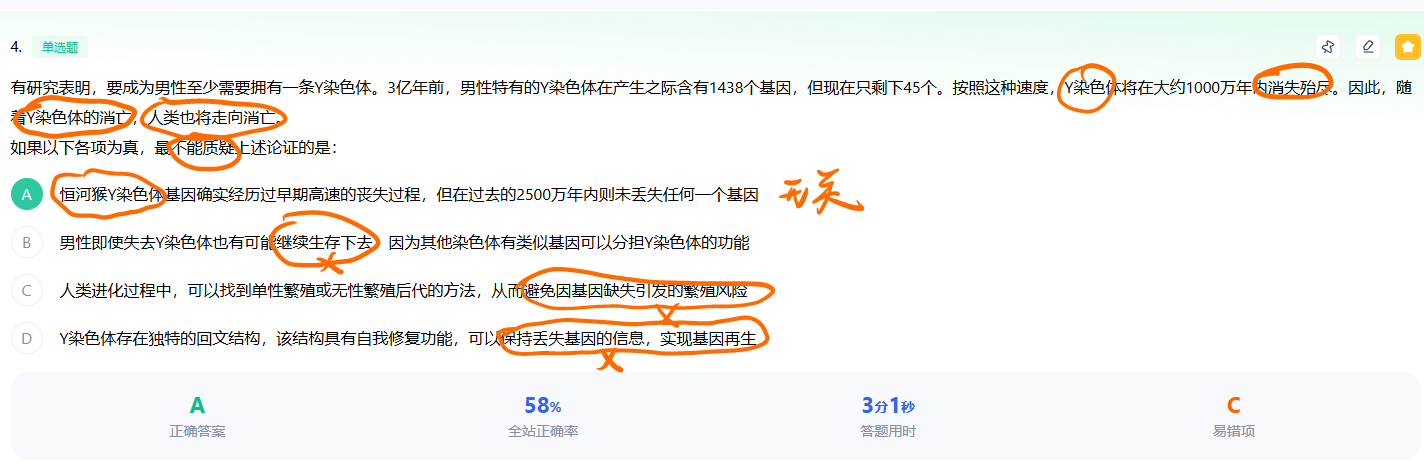 4. 单选题
有研究表明，要成为男性至少需要拥有一条Y染色体。3亿年前，男性特有的Y染色体在产生之际含有1438个基因，但现在只剩下45个。按照这种速度，Y染色体将在大约1000万年内消失殆尽。因此，随
着Y染色体的消亡，人类也将走向消亡。
如果以下各项为真，最不能质疑上述论证的是：
A 恒河猴Y染色体基因确实经历过早期高速的丧失过程，但在过去的2500万年内则未丢失任何一个基因 无关
B 男性即使失去Y染色体也有可能继续生存下去，因为其他染色体有类似基因可以分担Y染色体的功能
C 人类进化过程中，可以找到单性繁殖或无性繁殖后代的方法，从而避免因基因缺失引发的繁殖风险
D Y染色体存在独特的回文结构，该结构具有自我修复功能，可以保持丢失基因的信息，实现基因再生
A 58% 3分1秒 C
正确答案 全站正确率 答题用时 易错项